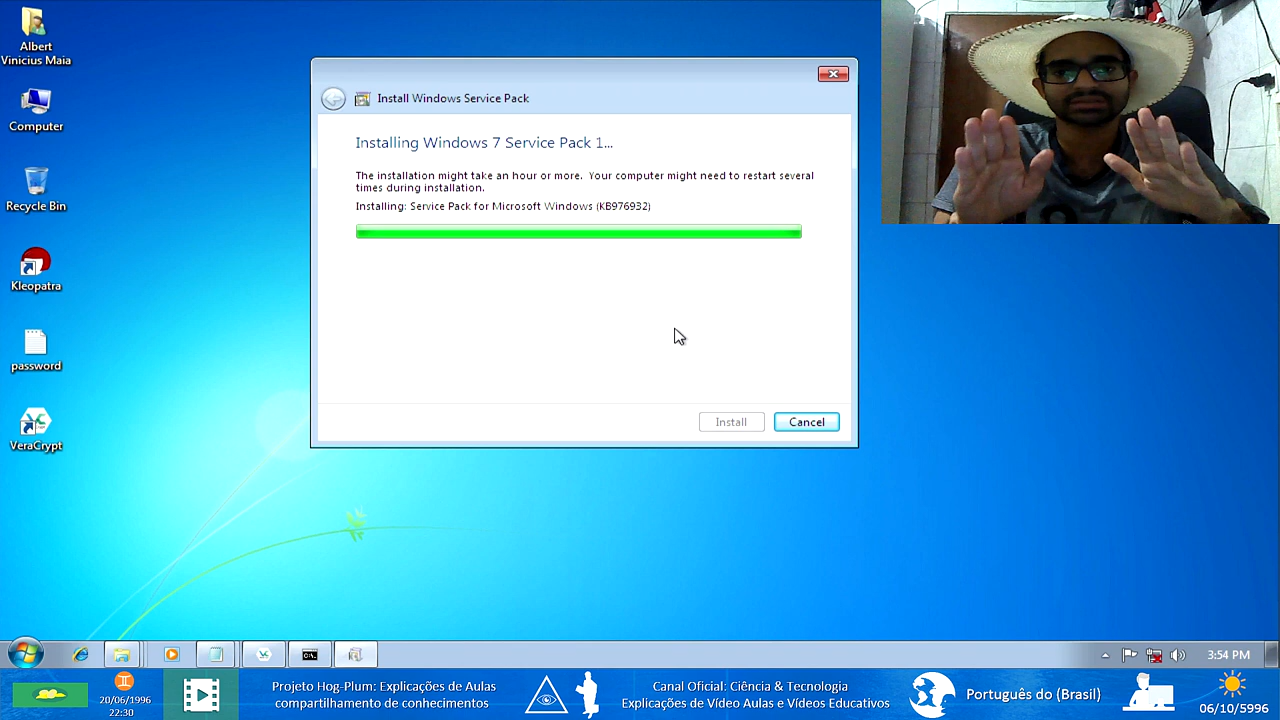 Albert
Vinicius Maia
Computer
Recycle Bin
Kleopatra
password
VeraCrypt
Install Windows Service Pack
Installing Windows 7 Service Pack 1...
The installation might take an hour or more. Your computer might need to restart several
times during installation.
Installing: Service Pack for Microsoft Windows (KB976932)
Install
Cancel
3:54 PM
20/06/1996
22:30
Projeto Hog-Plum: Explicações de Aulas
compartilhamento de conhecimentos
Canal Oficial: Ciência & Tecnologia
Explicações de Vídeo Aulas e Vídeos Educativos
Português do (Brasil)
06/10/5996